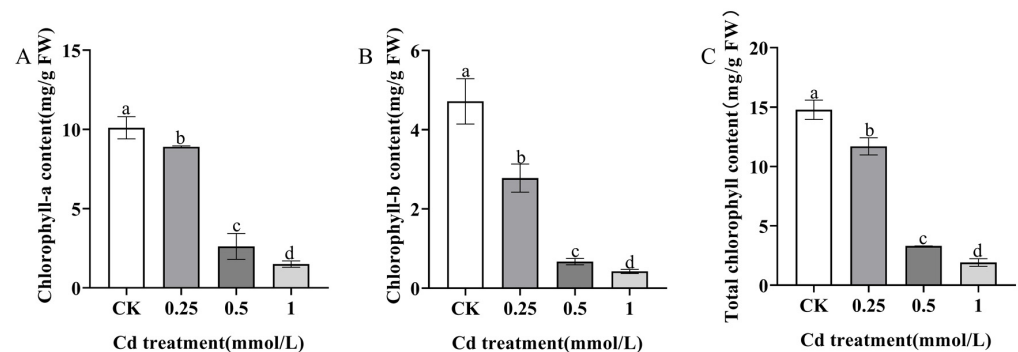 A
Chlorophyll-a content(mg/g FW)
15
10
5
0
a
b
c
d
CK 0.25 0.5 1
Cd treatment(mmol/L)
B
Chlorophyll-b content(mg/g FW)
6
4
2
0
a
b
c
d
CK 0.25 0.5 1
Cd treatment(mmol/L)
C
Total chlorophyll content（mg/g FW）
20
15
10
5
0
a
b
c
d
CK 0.25 0.5 1
Cd treatment(mmol/L)